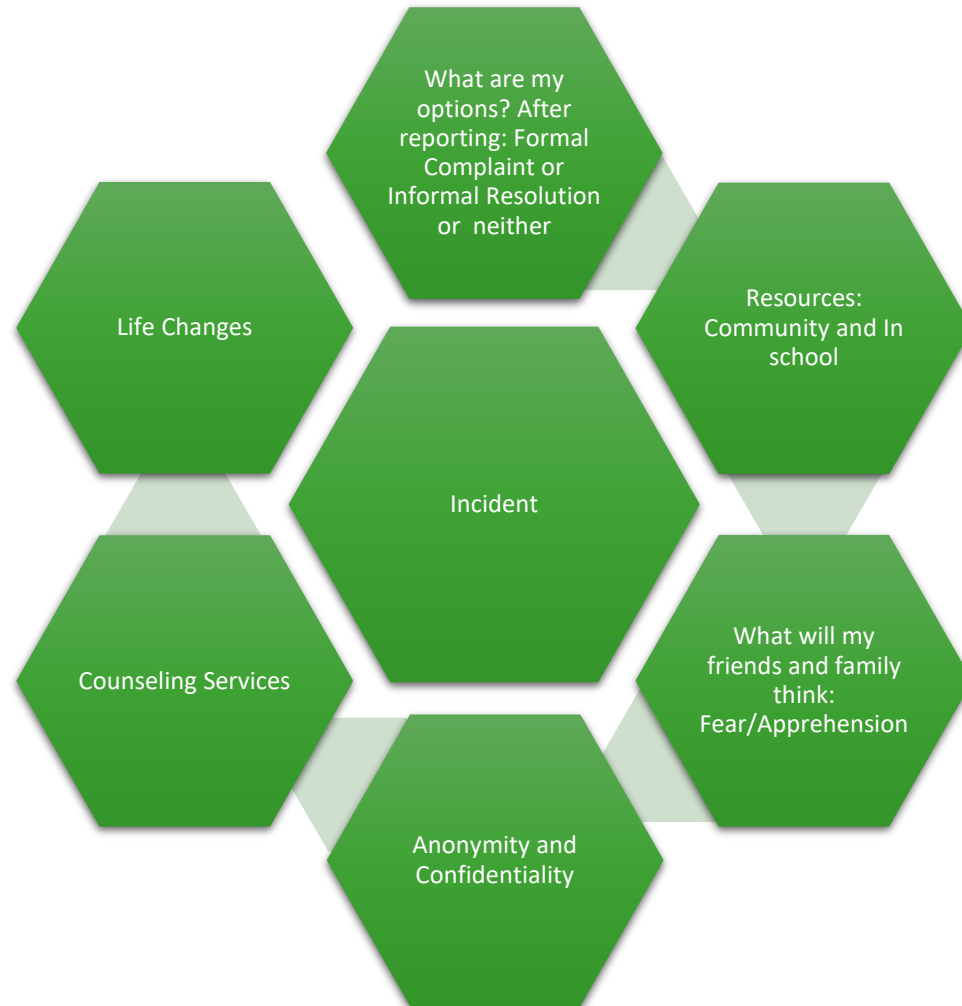 What are my
options? After
reporting: Formal
Complaint or
Informal Resolution
or neither
Resources:
Community and In
school
What will my
friends and family
think:
Fear/Apprehension
Anonymity and
Confidentiality
Counseling Services
Life Changes
Incident